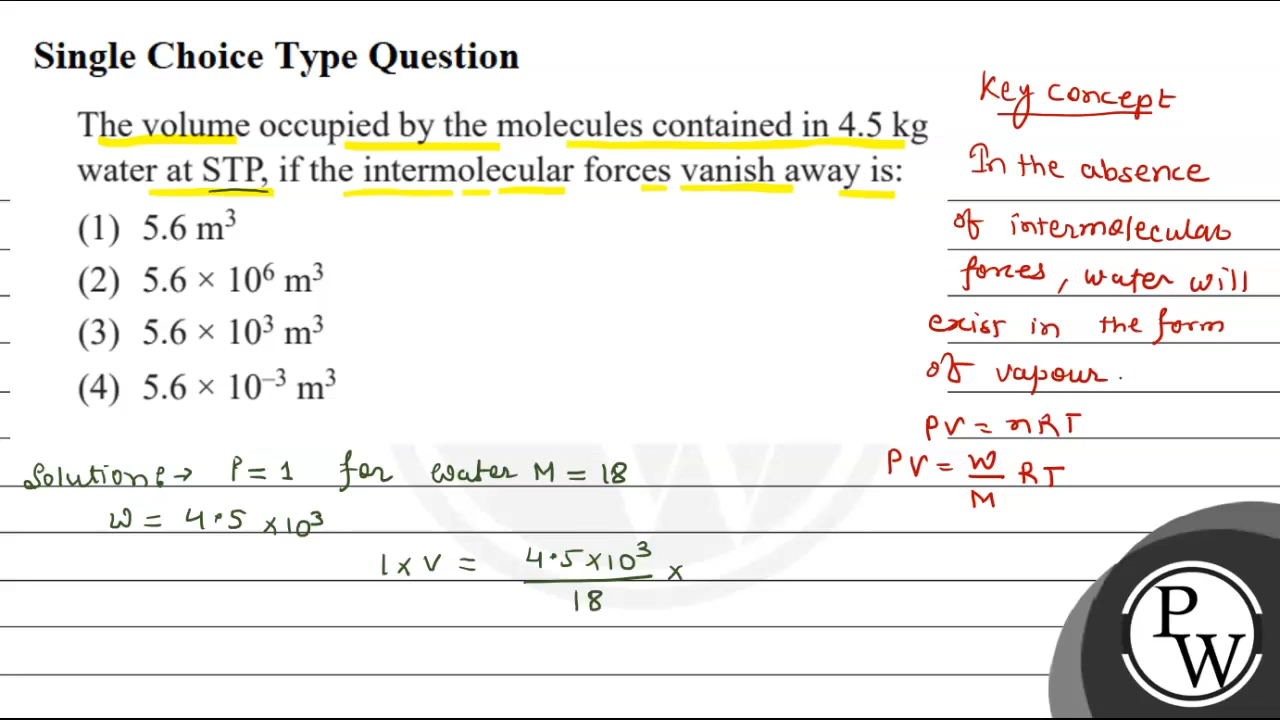 Single Choice Type Question
The volume occupied by the molecules contained in 4.5 kg
water at STP, if the intermolecular forces vanish away is:
(1) 5.6 m³
(2) 5.6 × 10⁶ m³
(3) 5.6 × 10³ m³
(4) 5.6 × 10⁻³ m³
Key concept
In the absence
of intermolecular
forces, water will
exist in the form
of vapour.
PV = nRT
PV = W/M RT
Solution:→ P = 1 for water M = 18
W = 4.5 × 10³
1 × V = 4.5 × 10³ / 18 ×
P
W